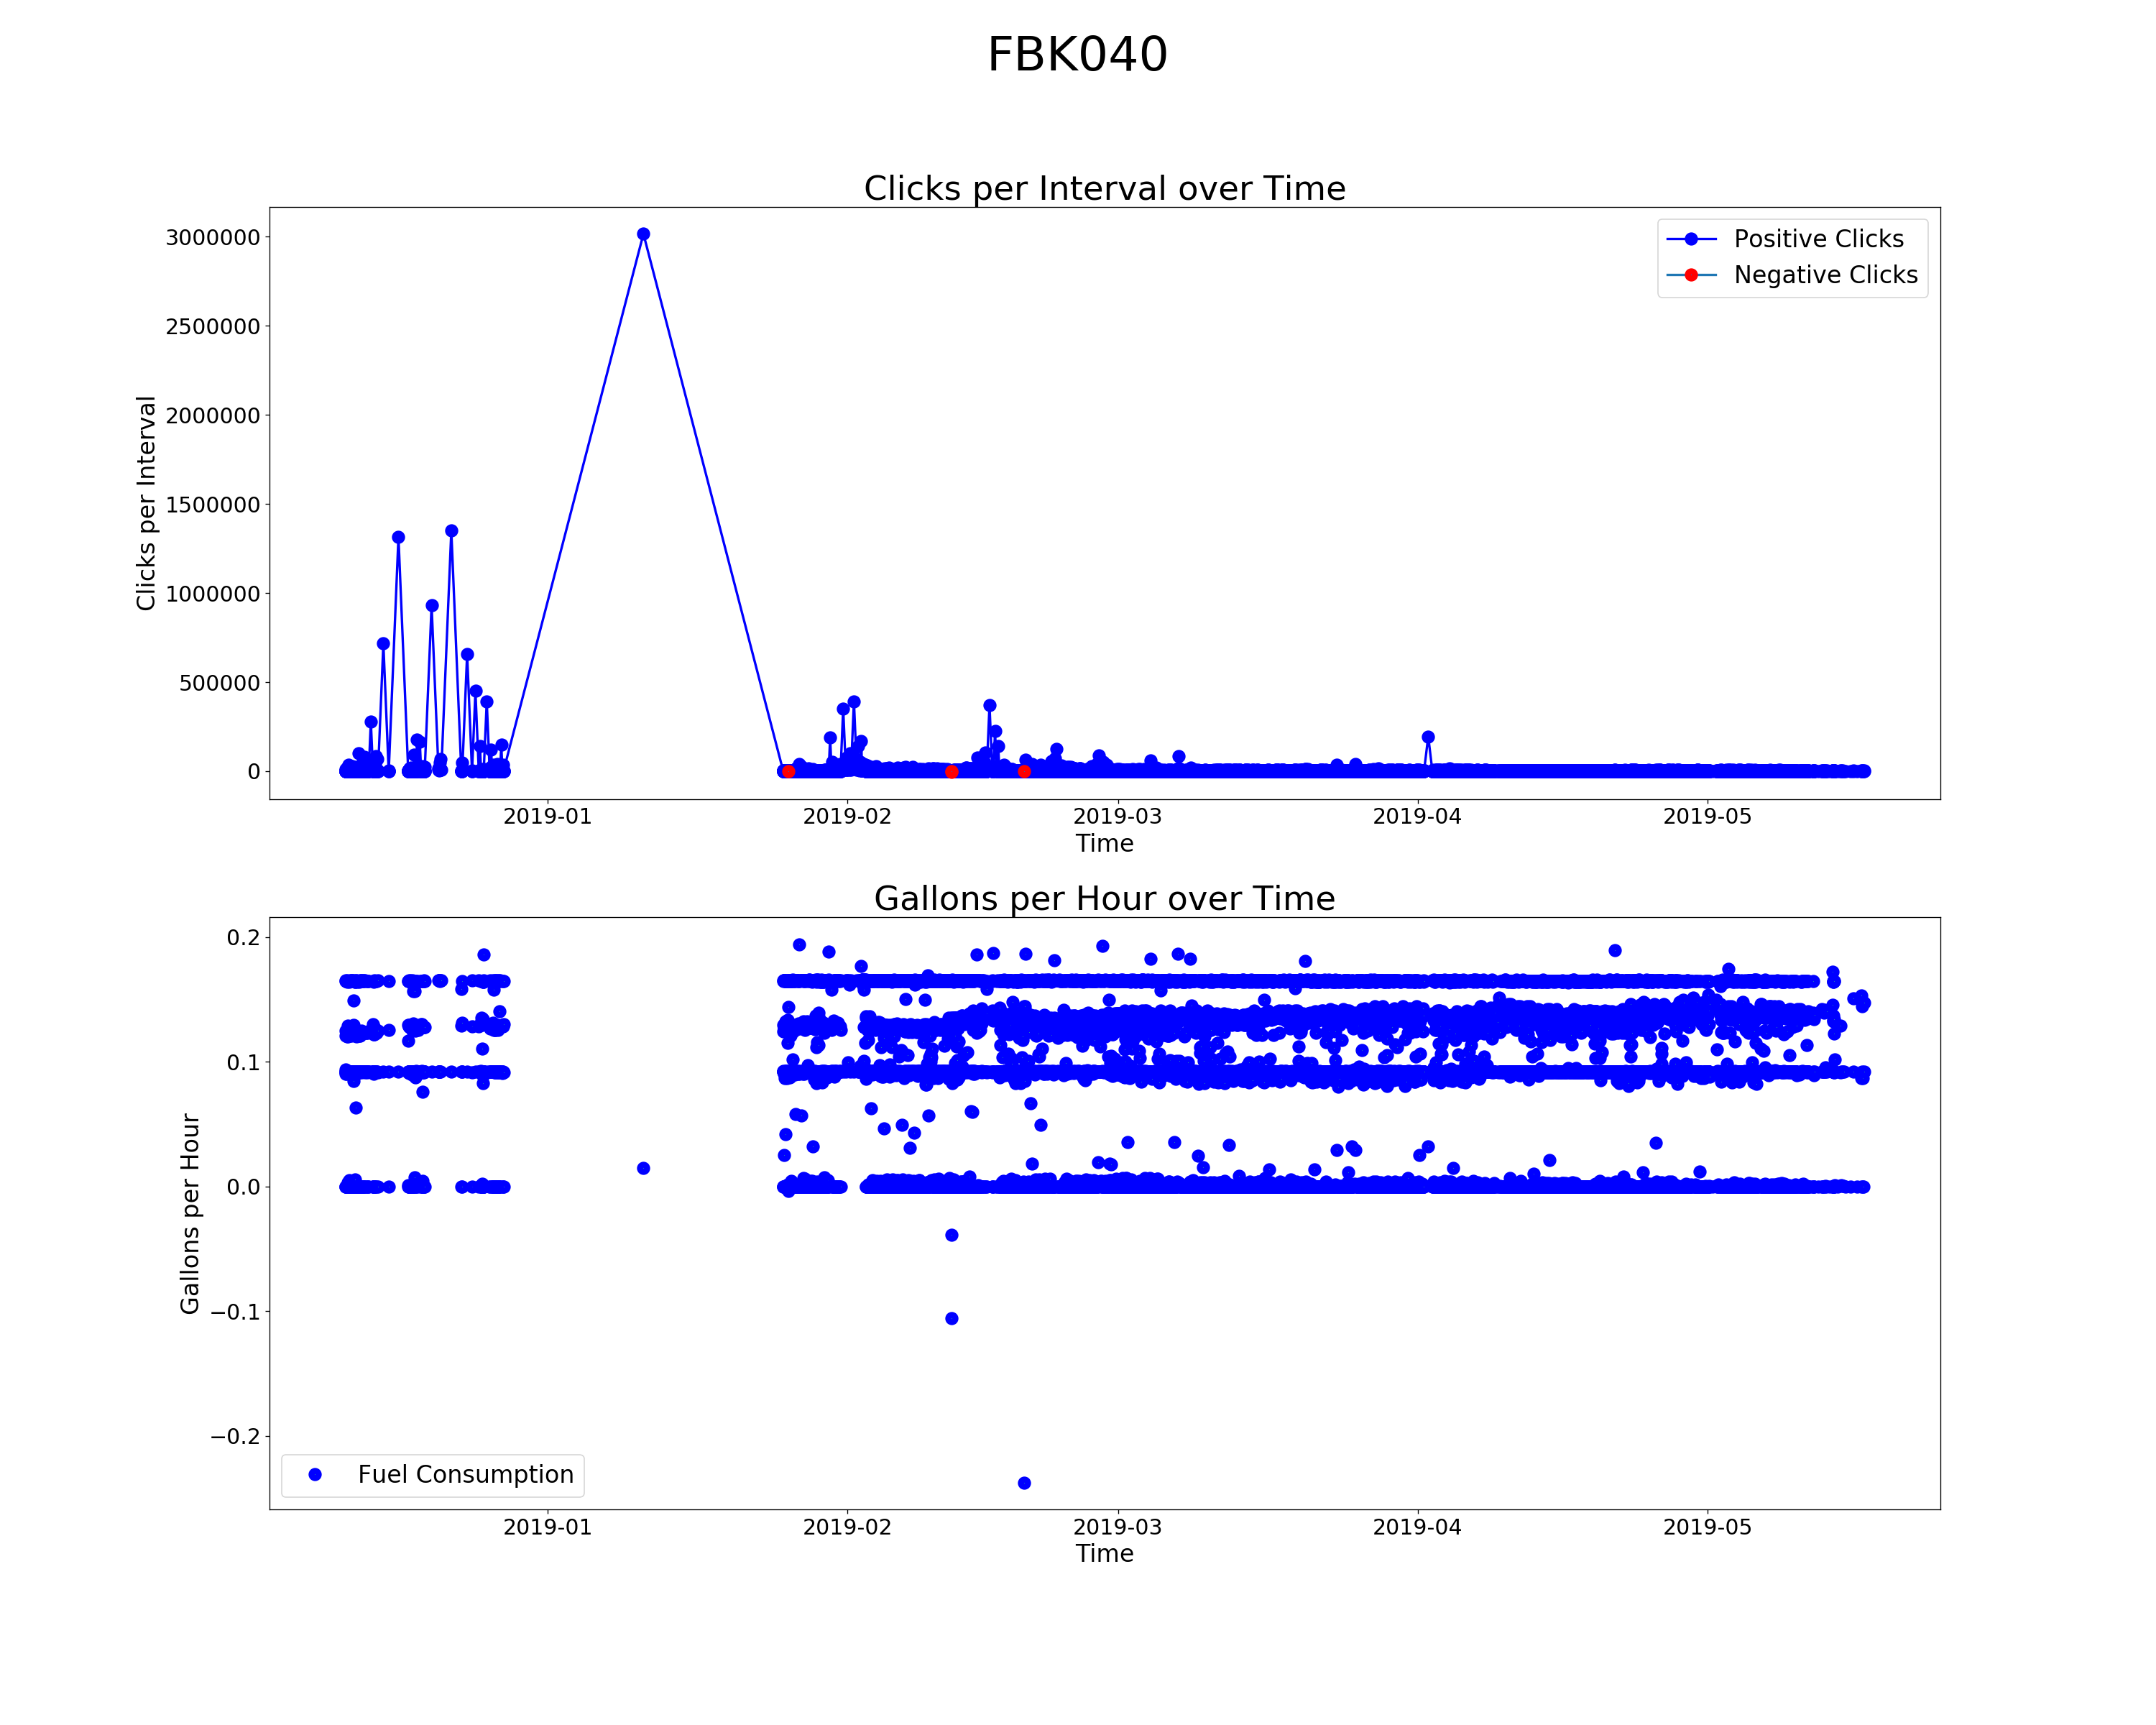 FBK040
Clicks per Interval over Time
3000000
2500000
2000000
1500000
1000000
500000
0
Clicks per Interval
Positive Clicks
Negative Clicks
2019-01
2019-02
2019-03
2019-04
2019-05
Time
Gallons per Hour over Time
0.2
0.1
0.0
−0.1
−0.2
Gallons per Hour
Fuel Consumption
2019-01
2019-02
2019-03
2019-04
2019-05
Time